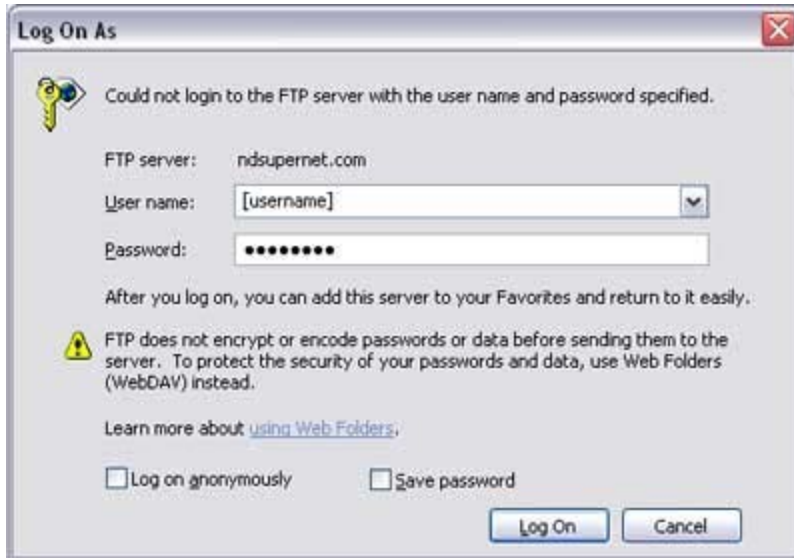 Log On As
Could not login to the FTP server with the user name and password specified.
FTP server: ndsupernet.com
User name: [username]
Password: ••••••••
After you log on, you can add this server to your Favorites and return to it easily.
FTP does not encrypt or encode passwords or data before sending them to the
server. To protect the security of your passwords and data, use Web Folders
(WebDAV) instead.
Learn more about using Web Folders.
Log on anonymously Save password
Log On Cancel